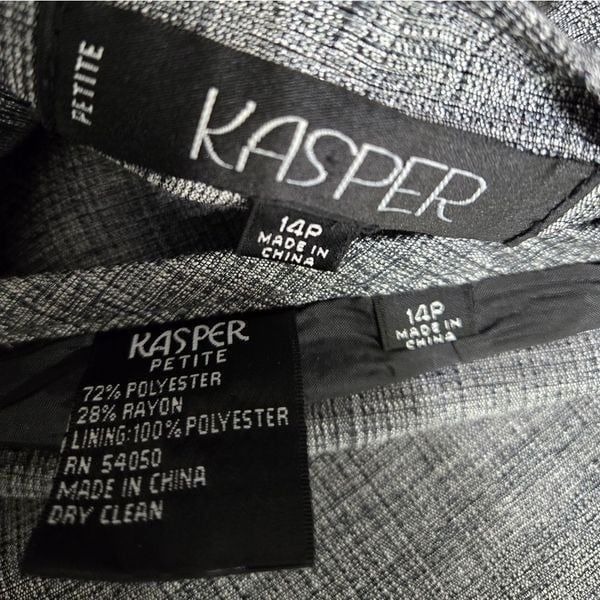 PETITE
KASPER
14P
MADE IN
CHINA
14P
MADE IN
CHINA
KASPER
PETITE
72% POLYESTER
28% RAYON
LINING:100% POLYESTER
RN 54050
MADE IN CHINA
DRY CLEAN